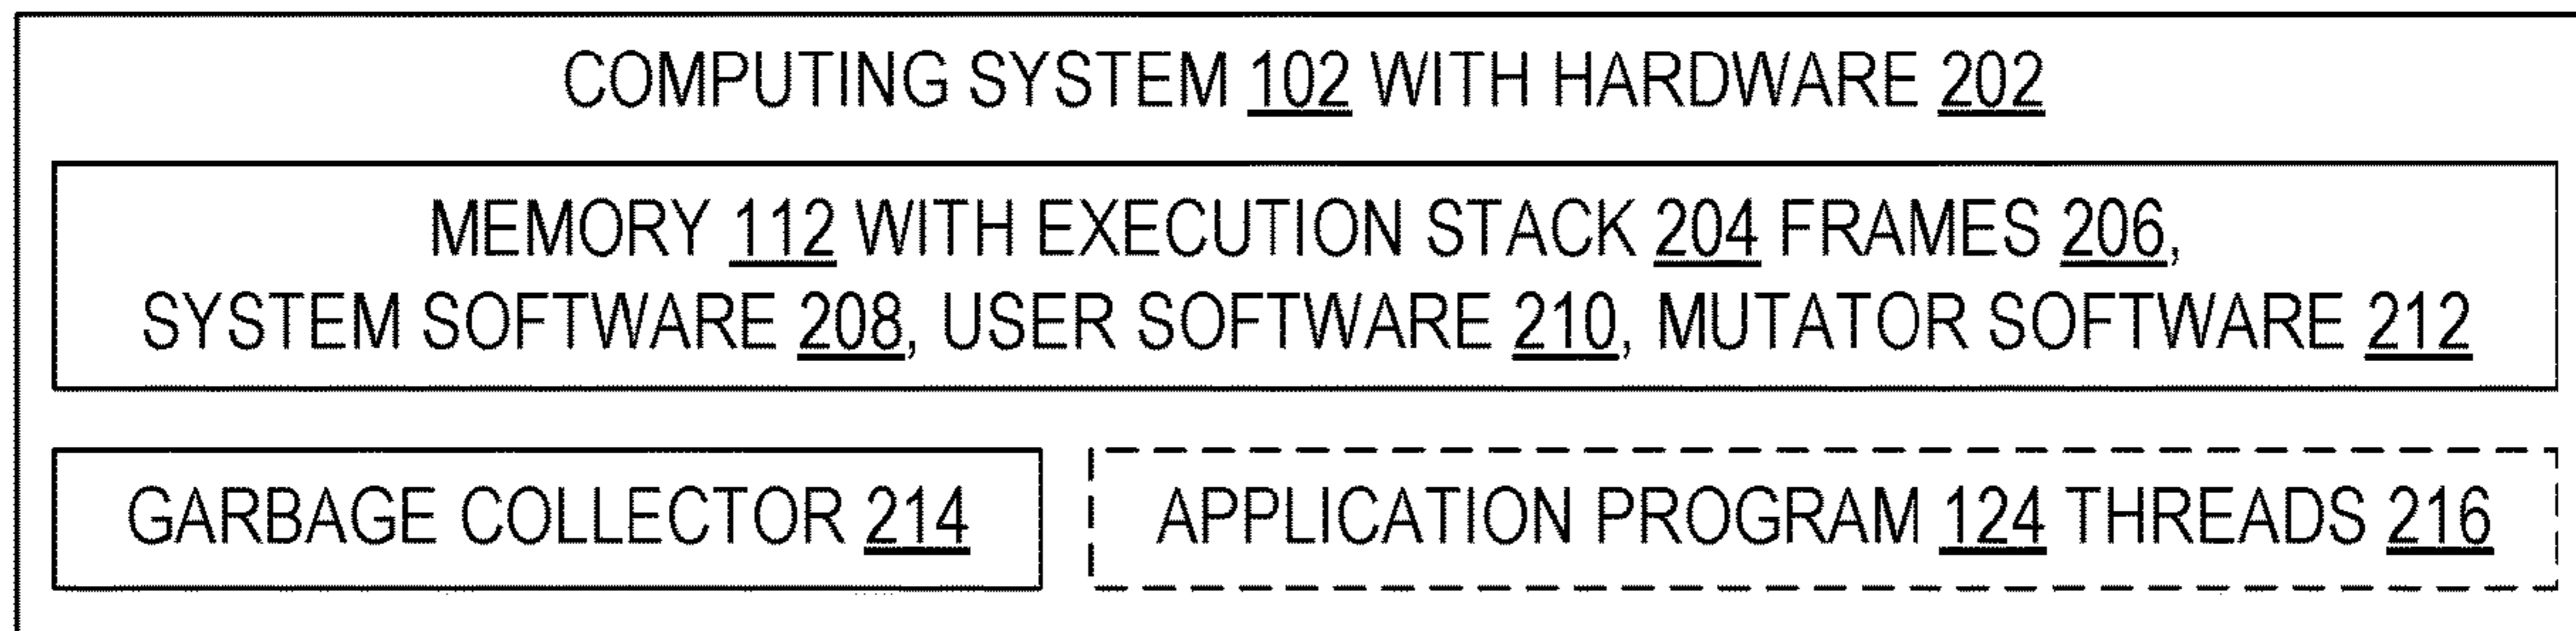 COMPUTING SYSTEM 102 WITH HARDWARE 202
MEMORY 112 WITH EXECUTION STACK 204 FRAMES 206,
SYSTEM SOFTWARE 208, USER SOFTWARE 210, MUTATOR SOFTWARE 212
GARBAGE COLLECTOR 214
APPLICATION PROGRAM 124 THREADS 216